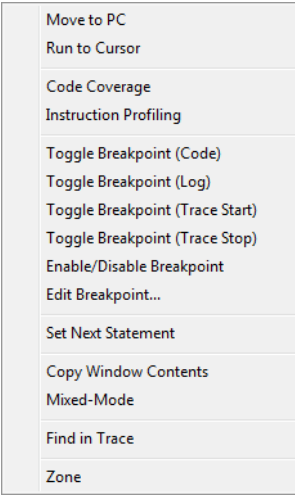 Move to PC
Run to Cursor
Code Coverage
Instruction Profiling
Toggle Breakpoint (Code)
Toggle Breakpoint (Log)
Toggle Breakpoint (Trace Start)
Toggle Breakpoint (Trace Stop)
Enable/Disable Breakpoint
Edit Breakpoint...
Set Next Statement
Copy Window Contents
Mixed-Mode
Find in Trace
Zone